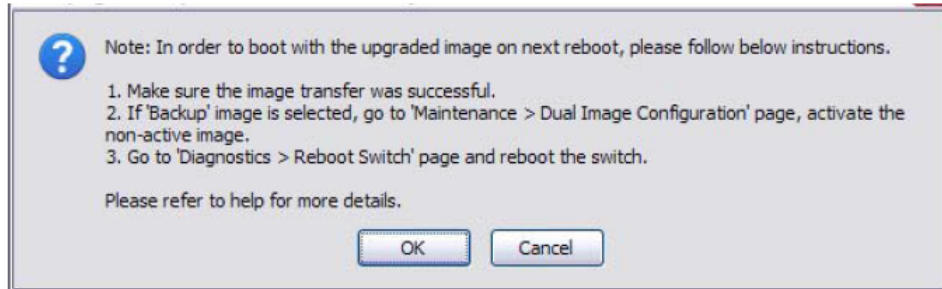 Note: In order to boot with the upgraded image on next reboot, please follow below instructions.
1. Make sure the image transfer was successful.
2. If 'Backup' image is selected, go to 'Maintenance > Dual Image Configuration' page, activate the
non-active image.
3. Go to 'Diagnostics > Reboot Switch' page and reboot the switch.
Please refer to help for more details.
OK
Cancel